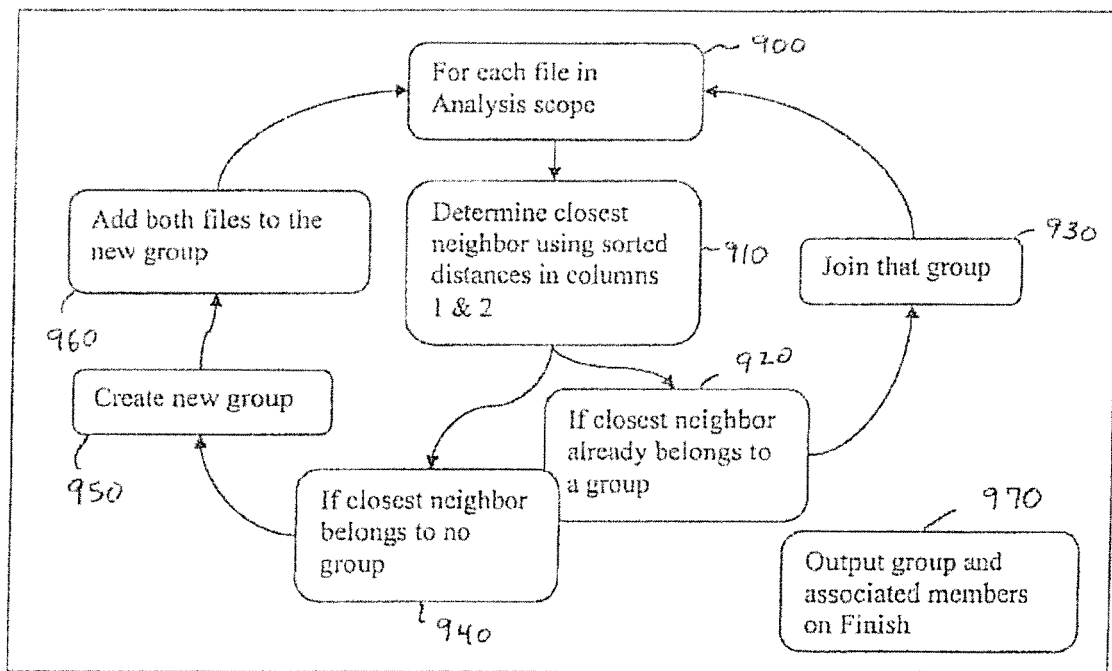 900
For each file in
Analysis scope
Add both files to the
new group
960
Determine closest
neighbor using sorted
distances in columns
1 & 2
910
930
Join that group
920
If closest neighbor
already belongs to
a group
Create new group
950
If closest neighbor
belongs to no
group
940
970
Output group and
associated members
on Finish